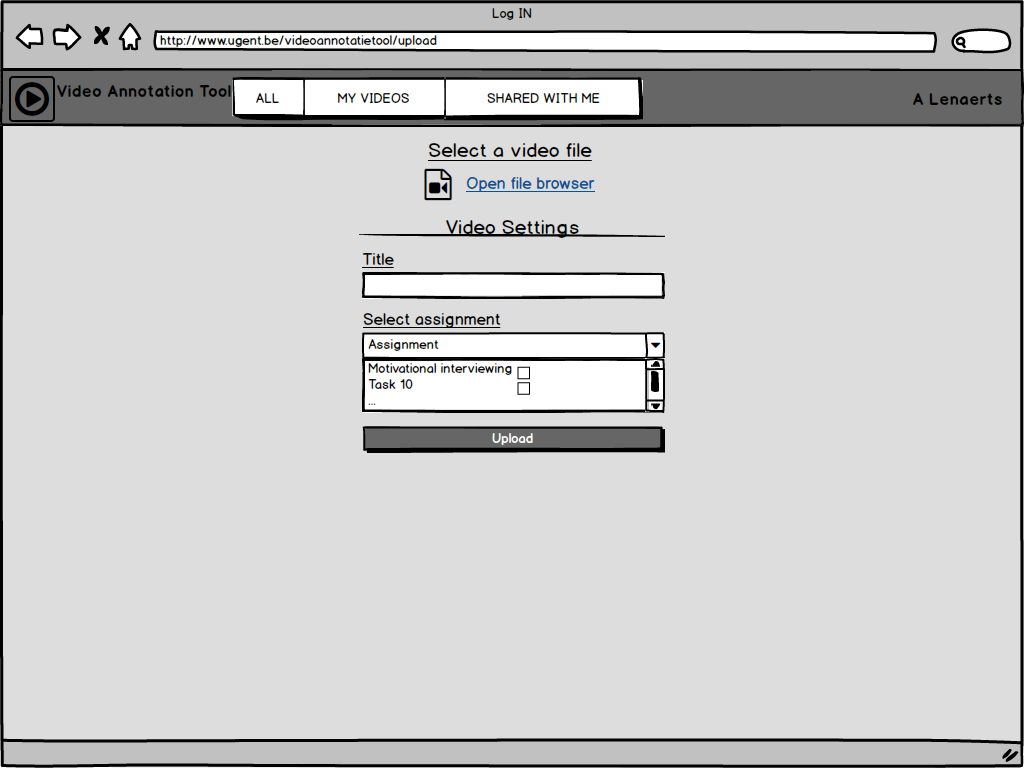 Log IN
http://www.ugent.be/videoannotatietool/upload
Video Annotation Tool
ALL
MY VIDEOS
SHARED WITH ME
A Lenaerts
Select a video file
Open file browser
Video Settings
Title
Select assignment
Assignment
Motivational interviewing
Task 10
...
Upload